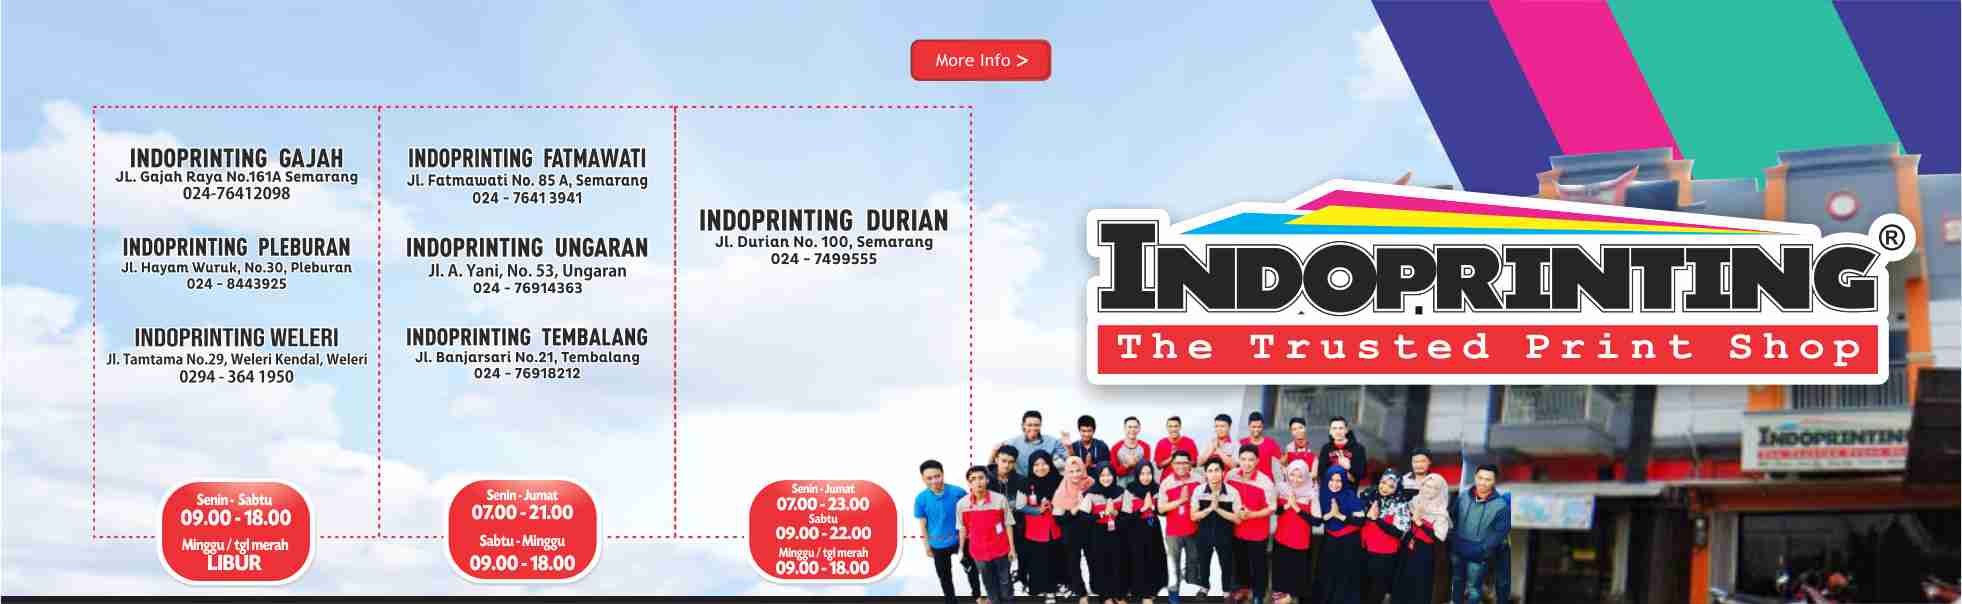 More Info >
INDOPRINTING GAJAH
JL. Gajah Raya No.161A Semarang
024-76412098
INDOPRINTING PLEBURAN
Jl. Hayam Wuruk, No.30, Pleburan
024 - 8443925
INDOPRINTING WELERI
Jl. Tamtama No.29, Weleri Kendal, Weleri
0294 - 364 1950
Senin - Sabtu
09.00 - 18.00
Minggu / tgl merah
LIBUR
INDOPRINTING FATMAWATI
Jl. Fatmawati No. 85 A, Semarang
024 - 7641 3941
INDOPRINTING UNGARAN
Jl. A. Yani, No. 53, Ungaran
024 - 76914363
INDOPRINTING TEMBALANG
Jl. Banjarsari No.21, Tembalang
024 - 76918212
Senin - Jumat
07.00 - 21.00
Sabtu - Minggu
09.00 - 18.00
INDOPRINTING DURIAN
Jl. Durian No. 100, Semarang
024 - 7499555
Senin - Jumat
07.00 - 23.00
Sabtu
09.00 - 22.00
Minggu / tgl merah
09.00 - 18.00
INDOPRINTING ®
The Trusted Print Shop
INDOPRINTIN